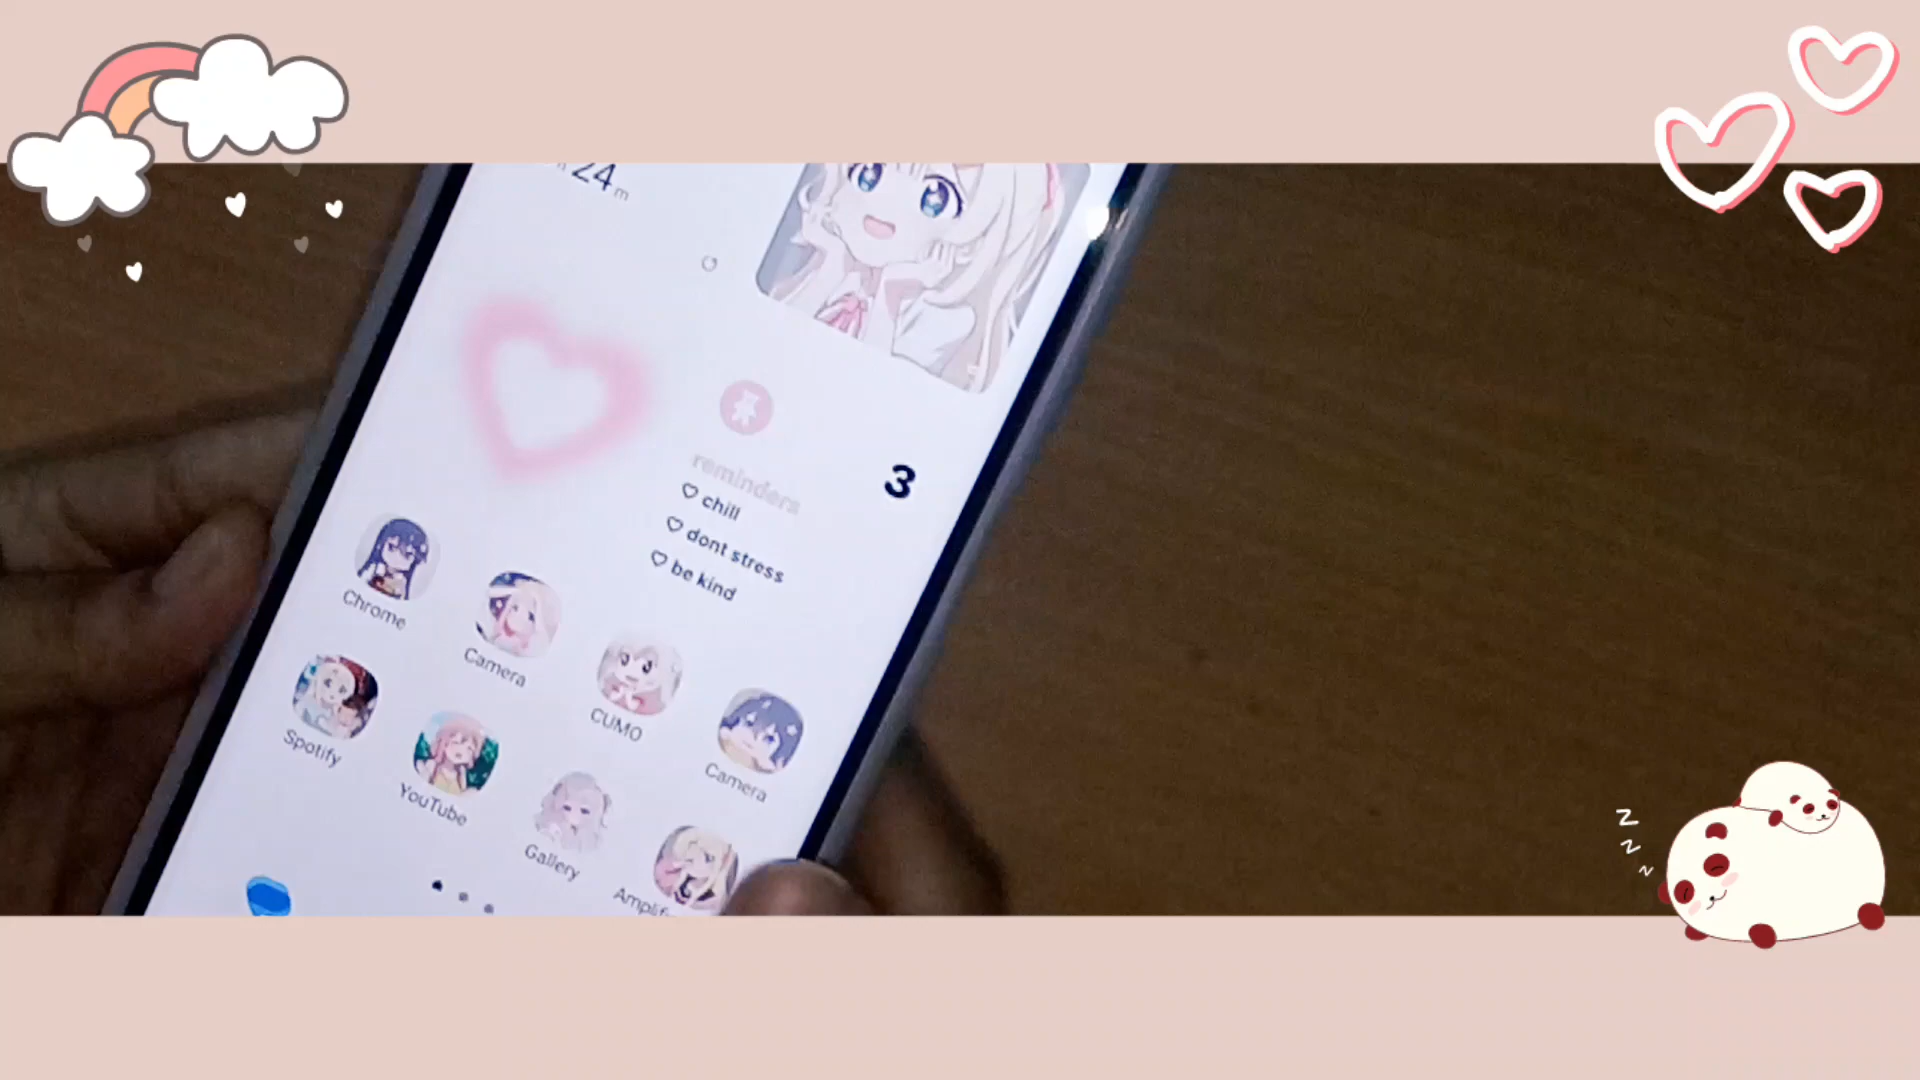 24 m
reminders
♡ chill
♡ dont stress
♡ be kind
3
Chrome
Camera
CUMO
Camera
Spotify
YouTube
Gallery
z
z
z